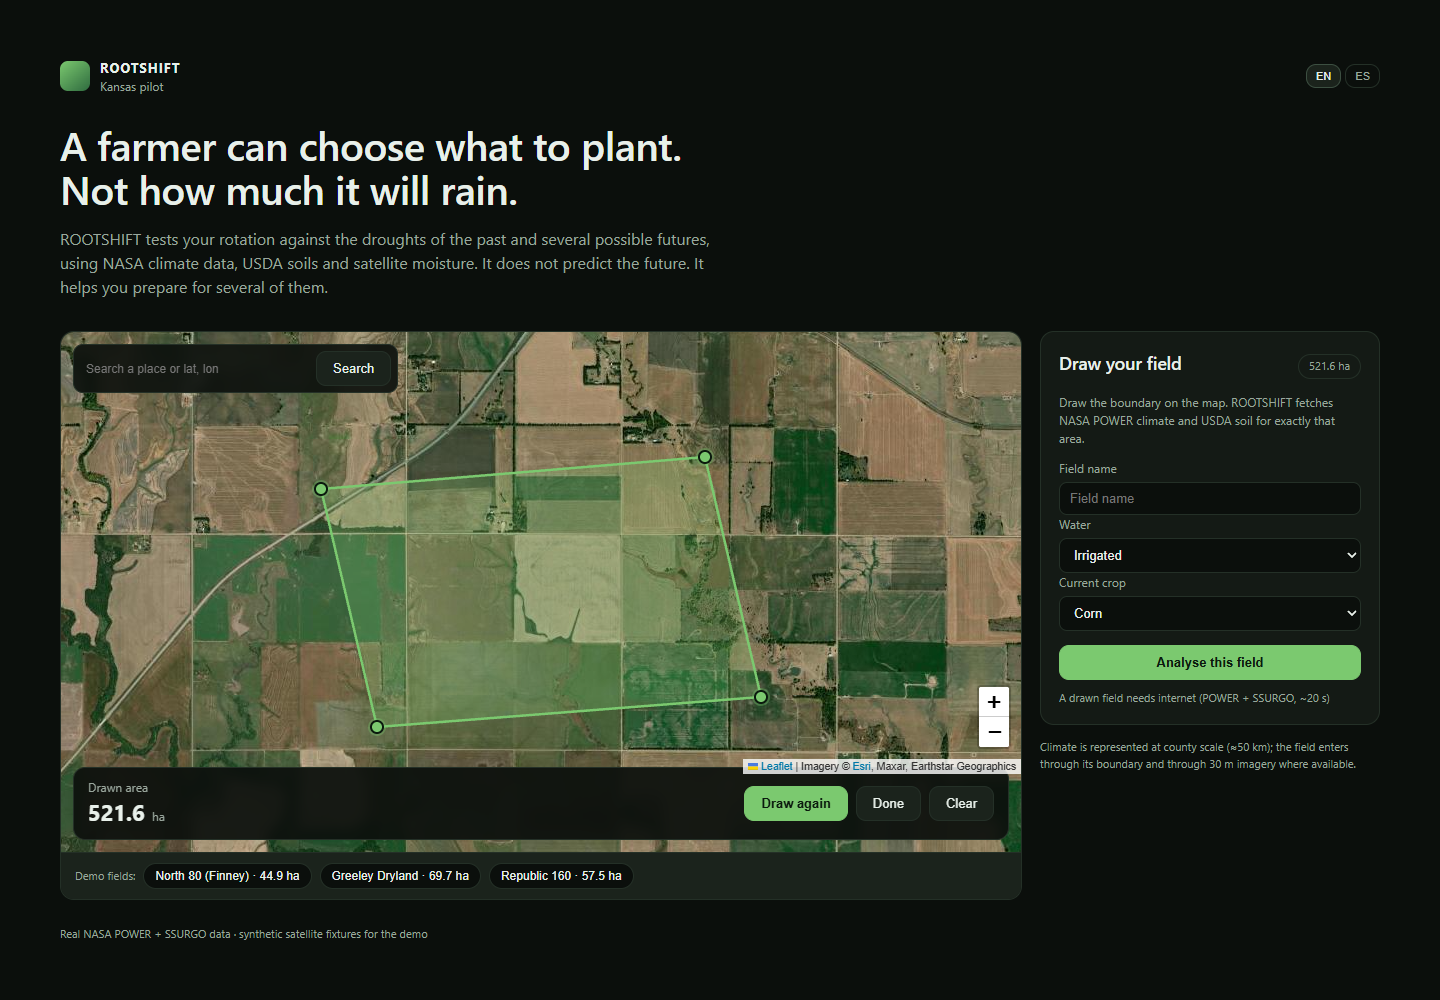 ROOTSHIFT
Kansas pilot
EN
ES
A farmer can choose what to plant.
Not how much it will rain.
ROOTSHIFT tests your rotation against the droughts of the past and several possible futures,
using NASA climate data, USDA soils and satellite moisture. It does not predict the future. It
helps you prepare for several of them.
Search a place or lat, lon
Search
+
−
Leaflet | Imagery © Esri, Maxar, Earthstar Geographics
Drawn area
521.6 ha
Draw again
Done
Clear
Demo fields:
North 80 (Finney) · 44.9 ha
Greeley Dryland · 69.7 ha
Republic 160 · 57.5 ha
Draw your field
521.6 ha
Draw the boundary on the map. ROOTSHIFT fetches
NASA POWER climate and USDA soil for exactly that
area.
Field name
Field name
Water
Irrigated
Current crop
Corn
Analyse this field
A drawn field needs internet (POWER + SSURGO, ~20 s)
Climate is represented at county scale (≈50 km); the field enters
through its boundary and through 30 m imagery where available.
Real NASA POWER + SSURGO data · synthetic satellite fixtures for the demo